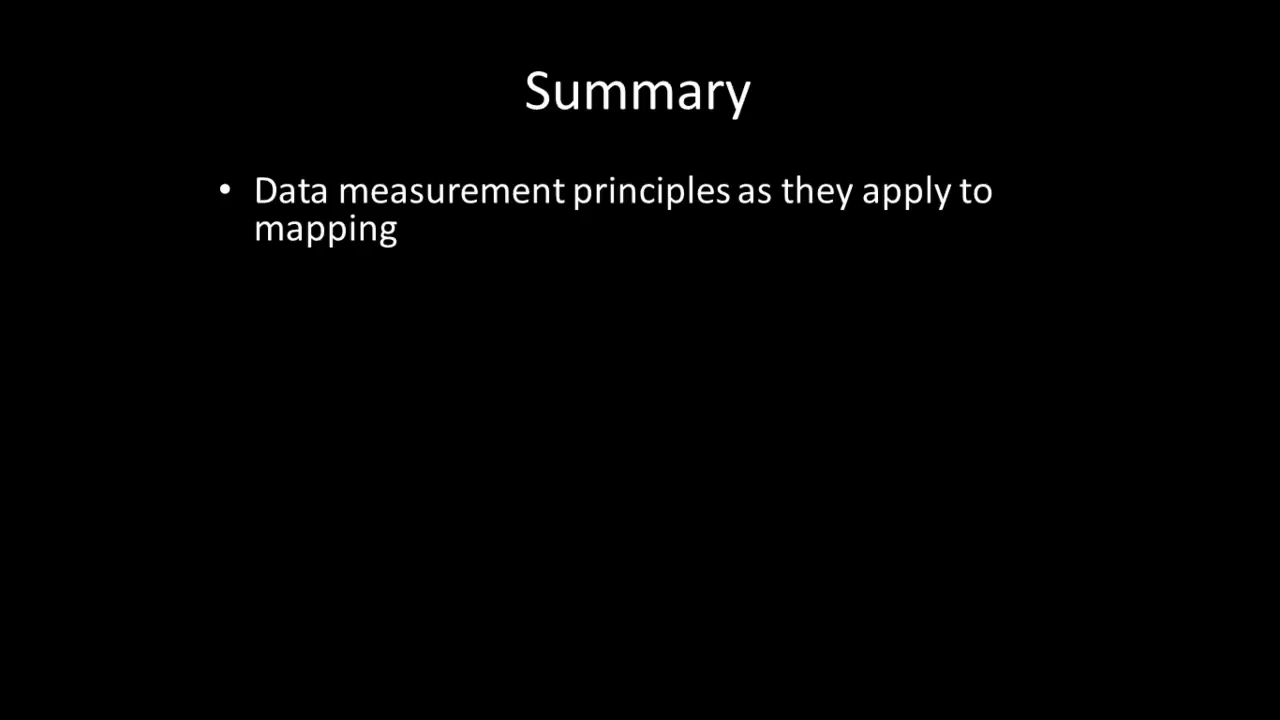 Summary
• Data measurement principles as they apply to
mapping